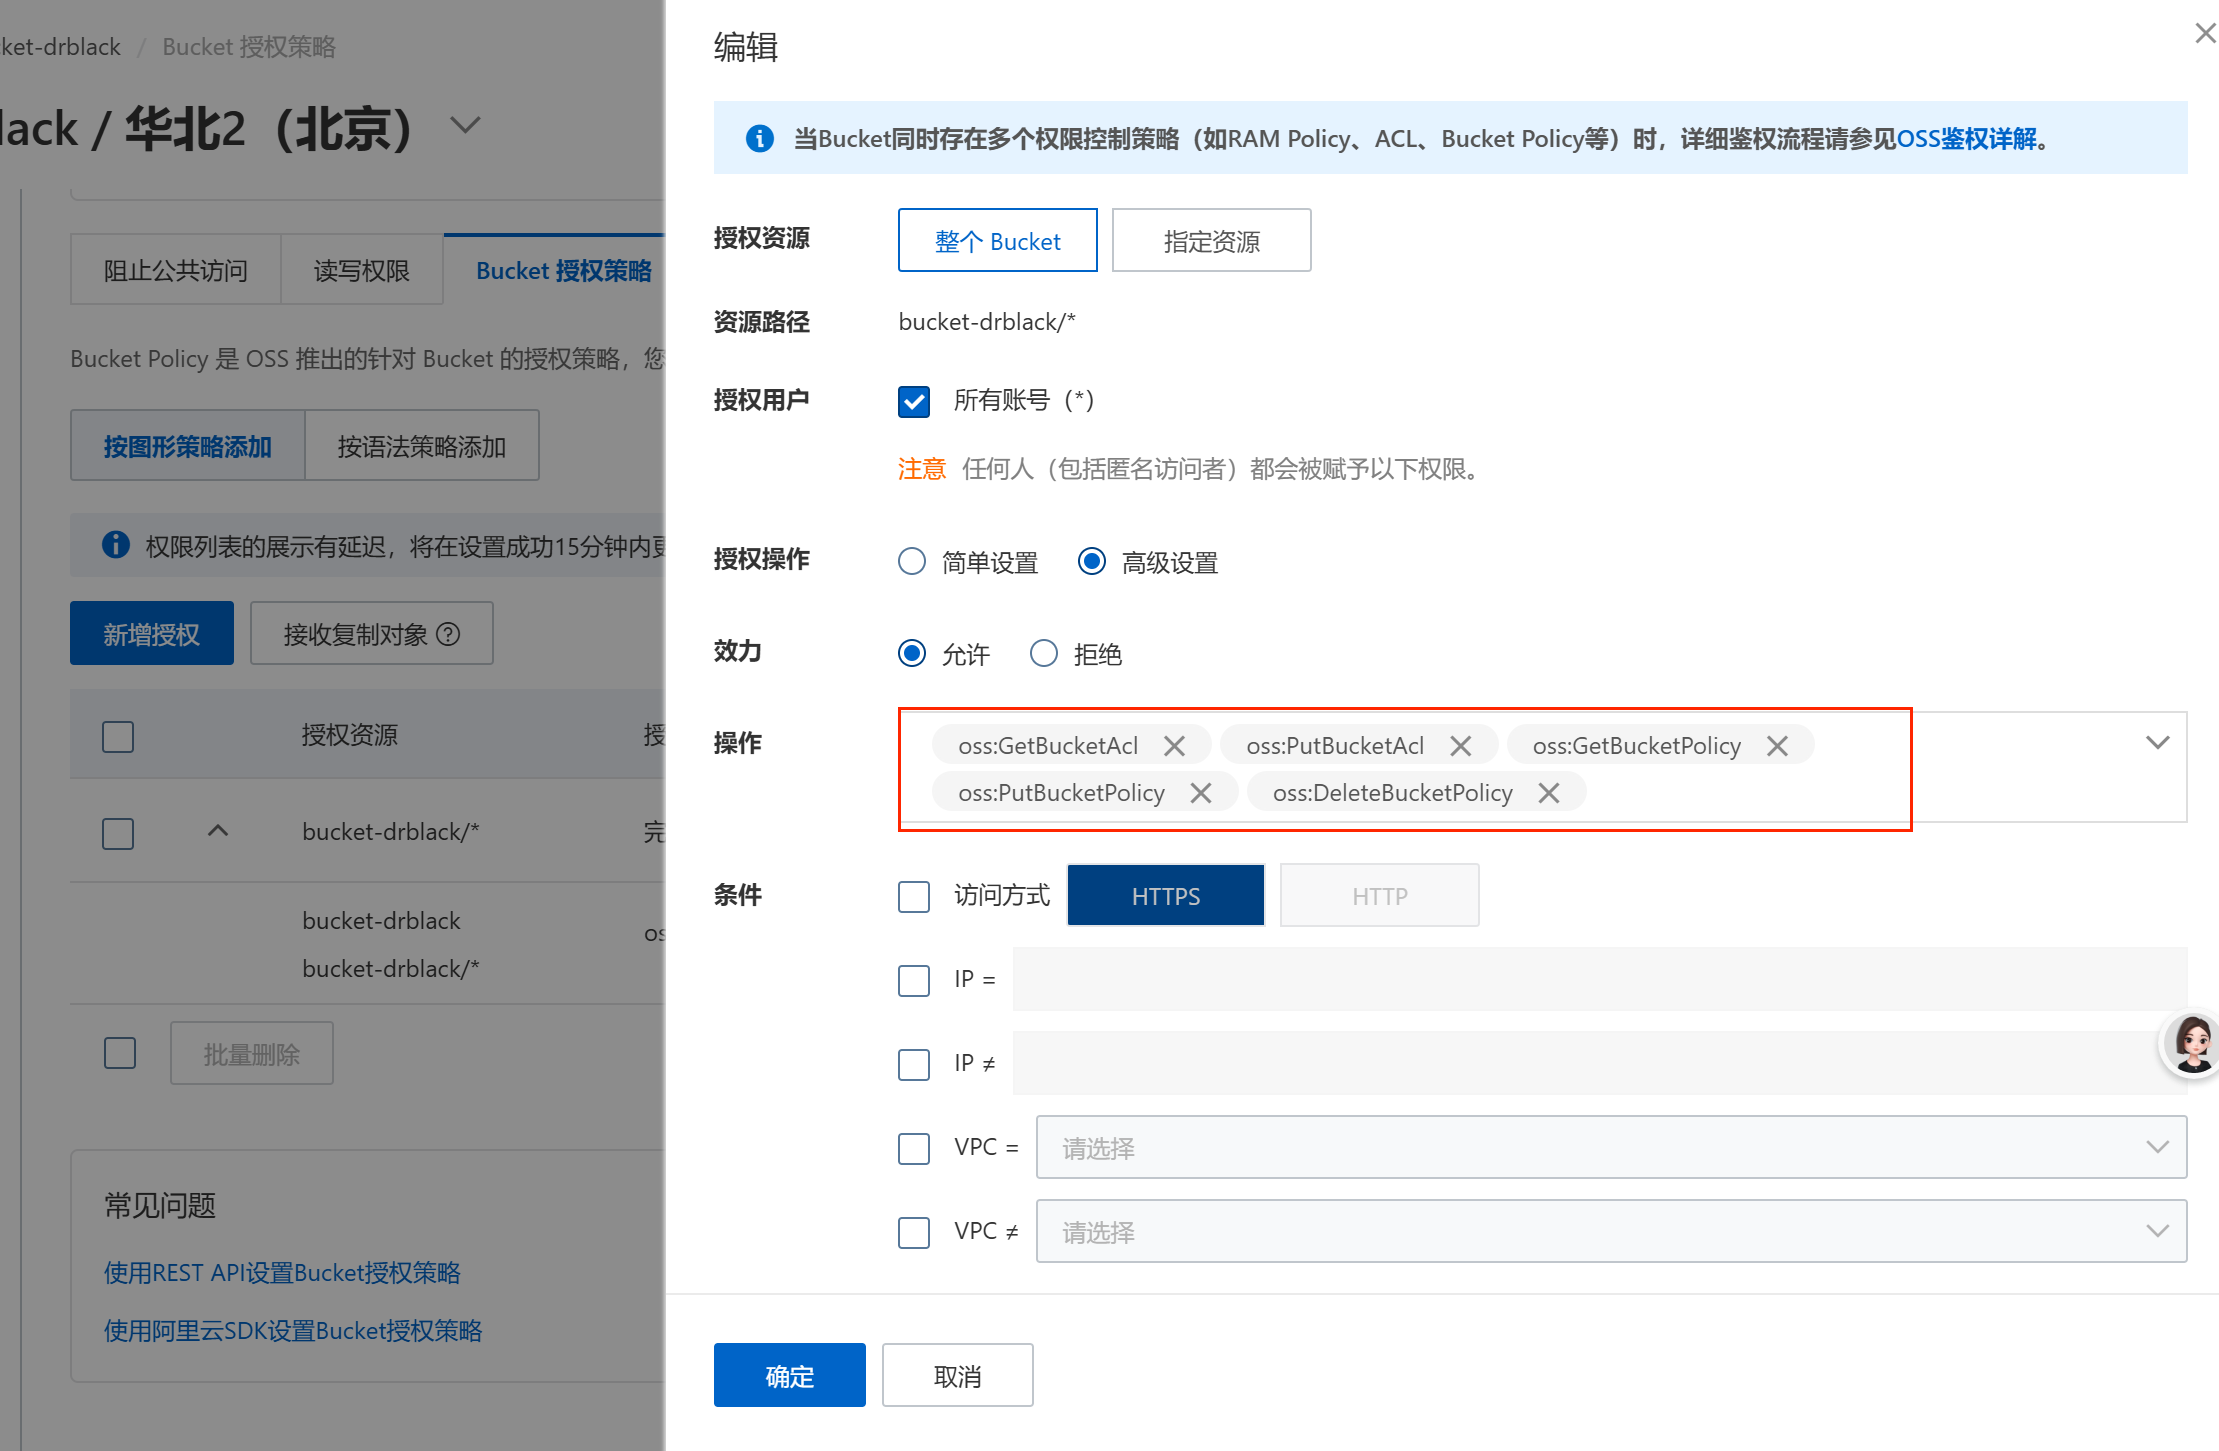 ket-drblack / Bucket 授权策略
lack / 华北2（北京）
阻止公共访问
读写权限
Bucket 授权策略
Bucket Policy 是 OSS 推出的针对 Bucket 的授权策略，您
按图形策略添加
按语法策略添加
权限列表的展示有延迟，将在设置成功15分钟内更
新增授权
接收复制对象
授权资源
授
bucket-drblack/*
完
bucket-drblack
bucket-drblack/*
os
批量删除
常见问题
使用REST API设置Bucket授权策略
使用阿里云SDK设置Bucket授权策略
编辑
当Bucket同时存在多个权限控制策略（如RAM Policy、ACL、Bucket Policy等）时，详细鉴权流程请参见OSS鉴权详解。
授权资源
整个 Bucket
指定资源
资源路径
bucket-drblack/*
授权用户
所有账号（*）
注意 任何人（包括匿名访问者）都会被赋予以下权限。
授权操作
简单设置
高级设置
效力
允许
拒绝
操作
oss:GetBucketAcl
oss:PutBucketAcl
oss:GetBucketPolicy
oss:PutBucketPolicy
oss:DeleteBucketPolicy
条件
访问方式
HTTPS
HTTP
IP =
IP ≠
VPC =
请选择
VPC ≠
请选择
确定
取消